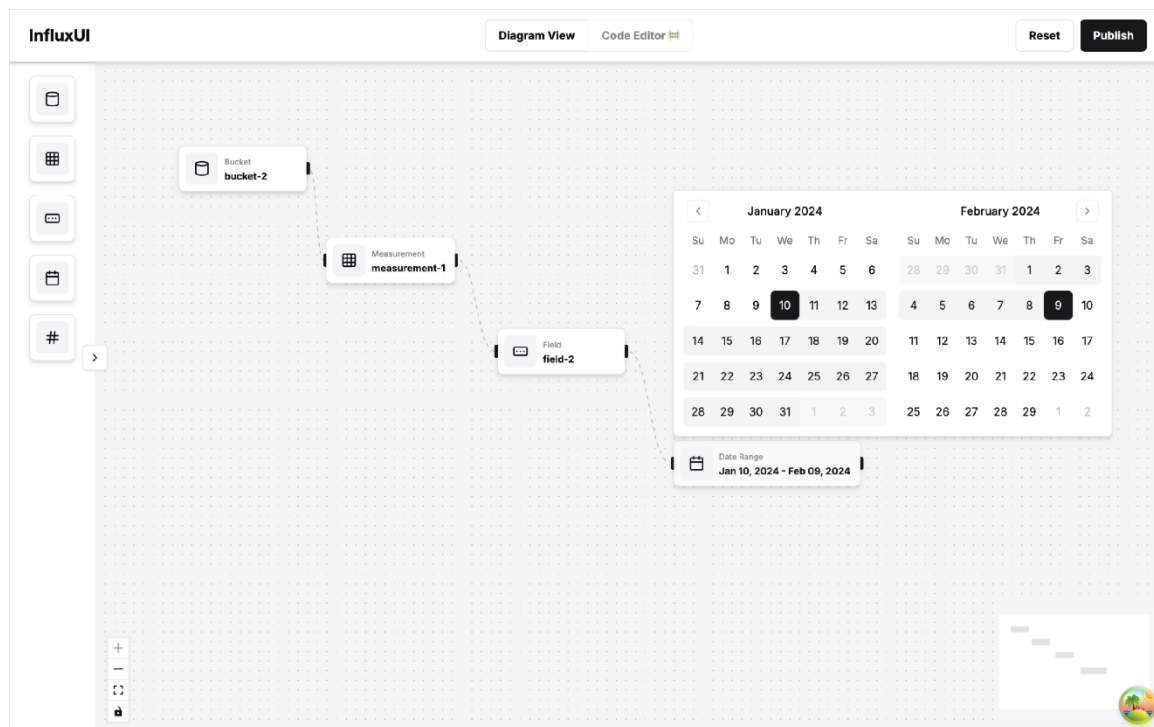 InfluxUI
Diagram View
Code Editor 🚧
Reset
Publish
Bucket
bucket-2
Measurement
measurement-1
Field
field-2
January 2024
Su Mo Tu We Th Fr Sa
31 1 2 3 4 5 6
7 8 9 10 11 12 13
14 15 16 17 18 19 20
21 22 23 24 25 26 27
28 29 30 31 1 2 3
February 2024
Su Mo Tu We Th Fr Sa
28 29 30 31 1 2 3
4 5 6 7 8 9 10
11 12 13 14 15 16 17
18 19 20 21 22 23 24
25 26 27 28 29 1 2
Date Range
Jan 10, 2024 - Feb 09, 2024